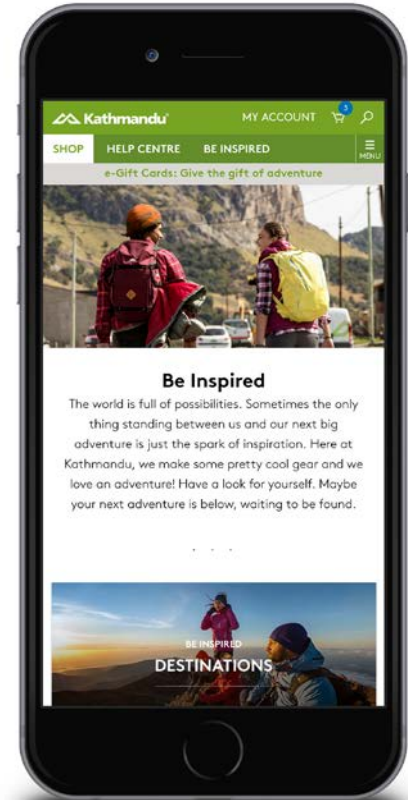 Kathmandu
MY ACCOUNT 3
SHOP HELP CENTRE BE INSPIRED MENU
e-Gift Cards: Give the gift of adventure
Be Inspired
The world is full of possibilities. Sometimes the only
thing standing between us and our next big
adventure is just the spark of inspiration. Here at
Kathmandu, we make some pretty cool gear and we
love an adventure! Have a look for yourself. Maybe
your next adventure is below, waiting to be found.
. . .
BE INSPIRED
DESTINATIONS